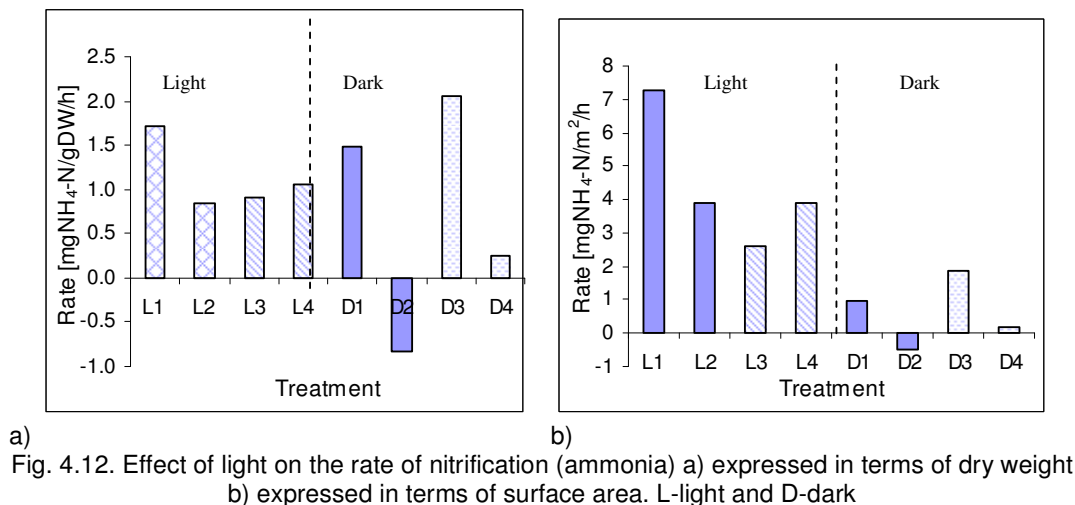 2.5
2.0
1.5
1.0
0.5
0.0
-0.5
-1.0
Rate [mgNH4-N/gDW/h]
Light
Dark
L1 L2 L3 L4 D1 D2 D3 D4
Treatment
a)
8
7
6
5
4
3
2
1
0
-1
Rate [mgNH4-N/m²/h]
Light
Dark
L1 L2 L3 L4 D1 D2 D3 D4
Treatment
b)
Fig. 4.12. Effect of light on the rate of nitrification (ammonia) a) expressed in terms of dry weight
b) expressed in terms of surface area. L-light and D-dark